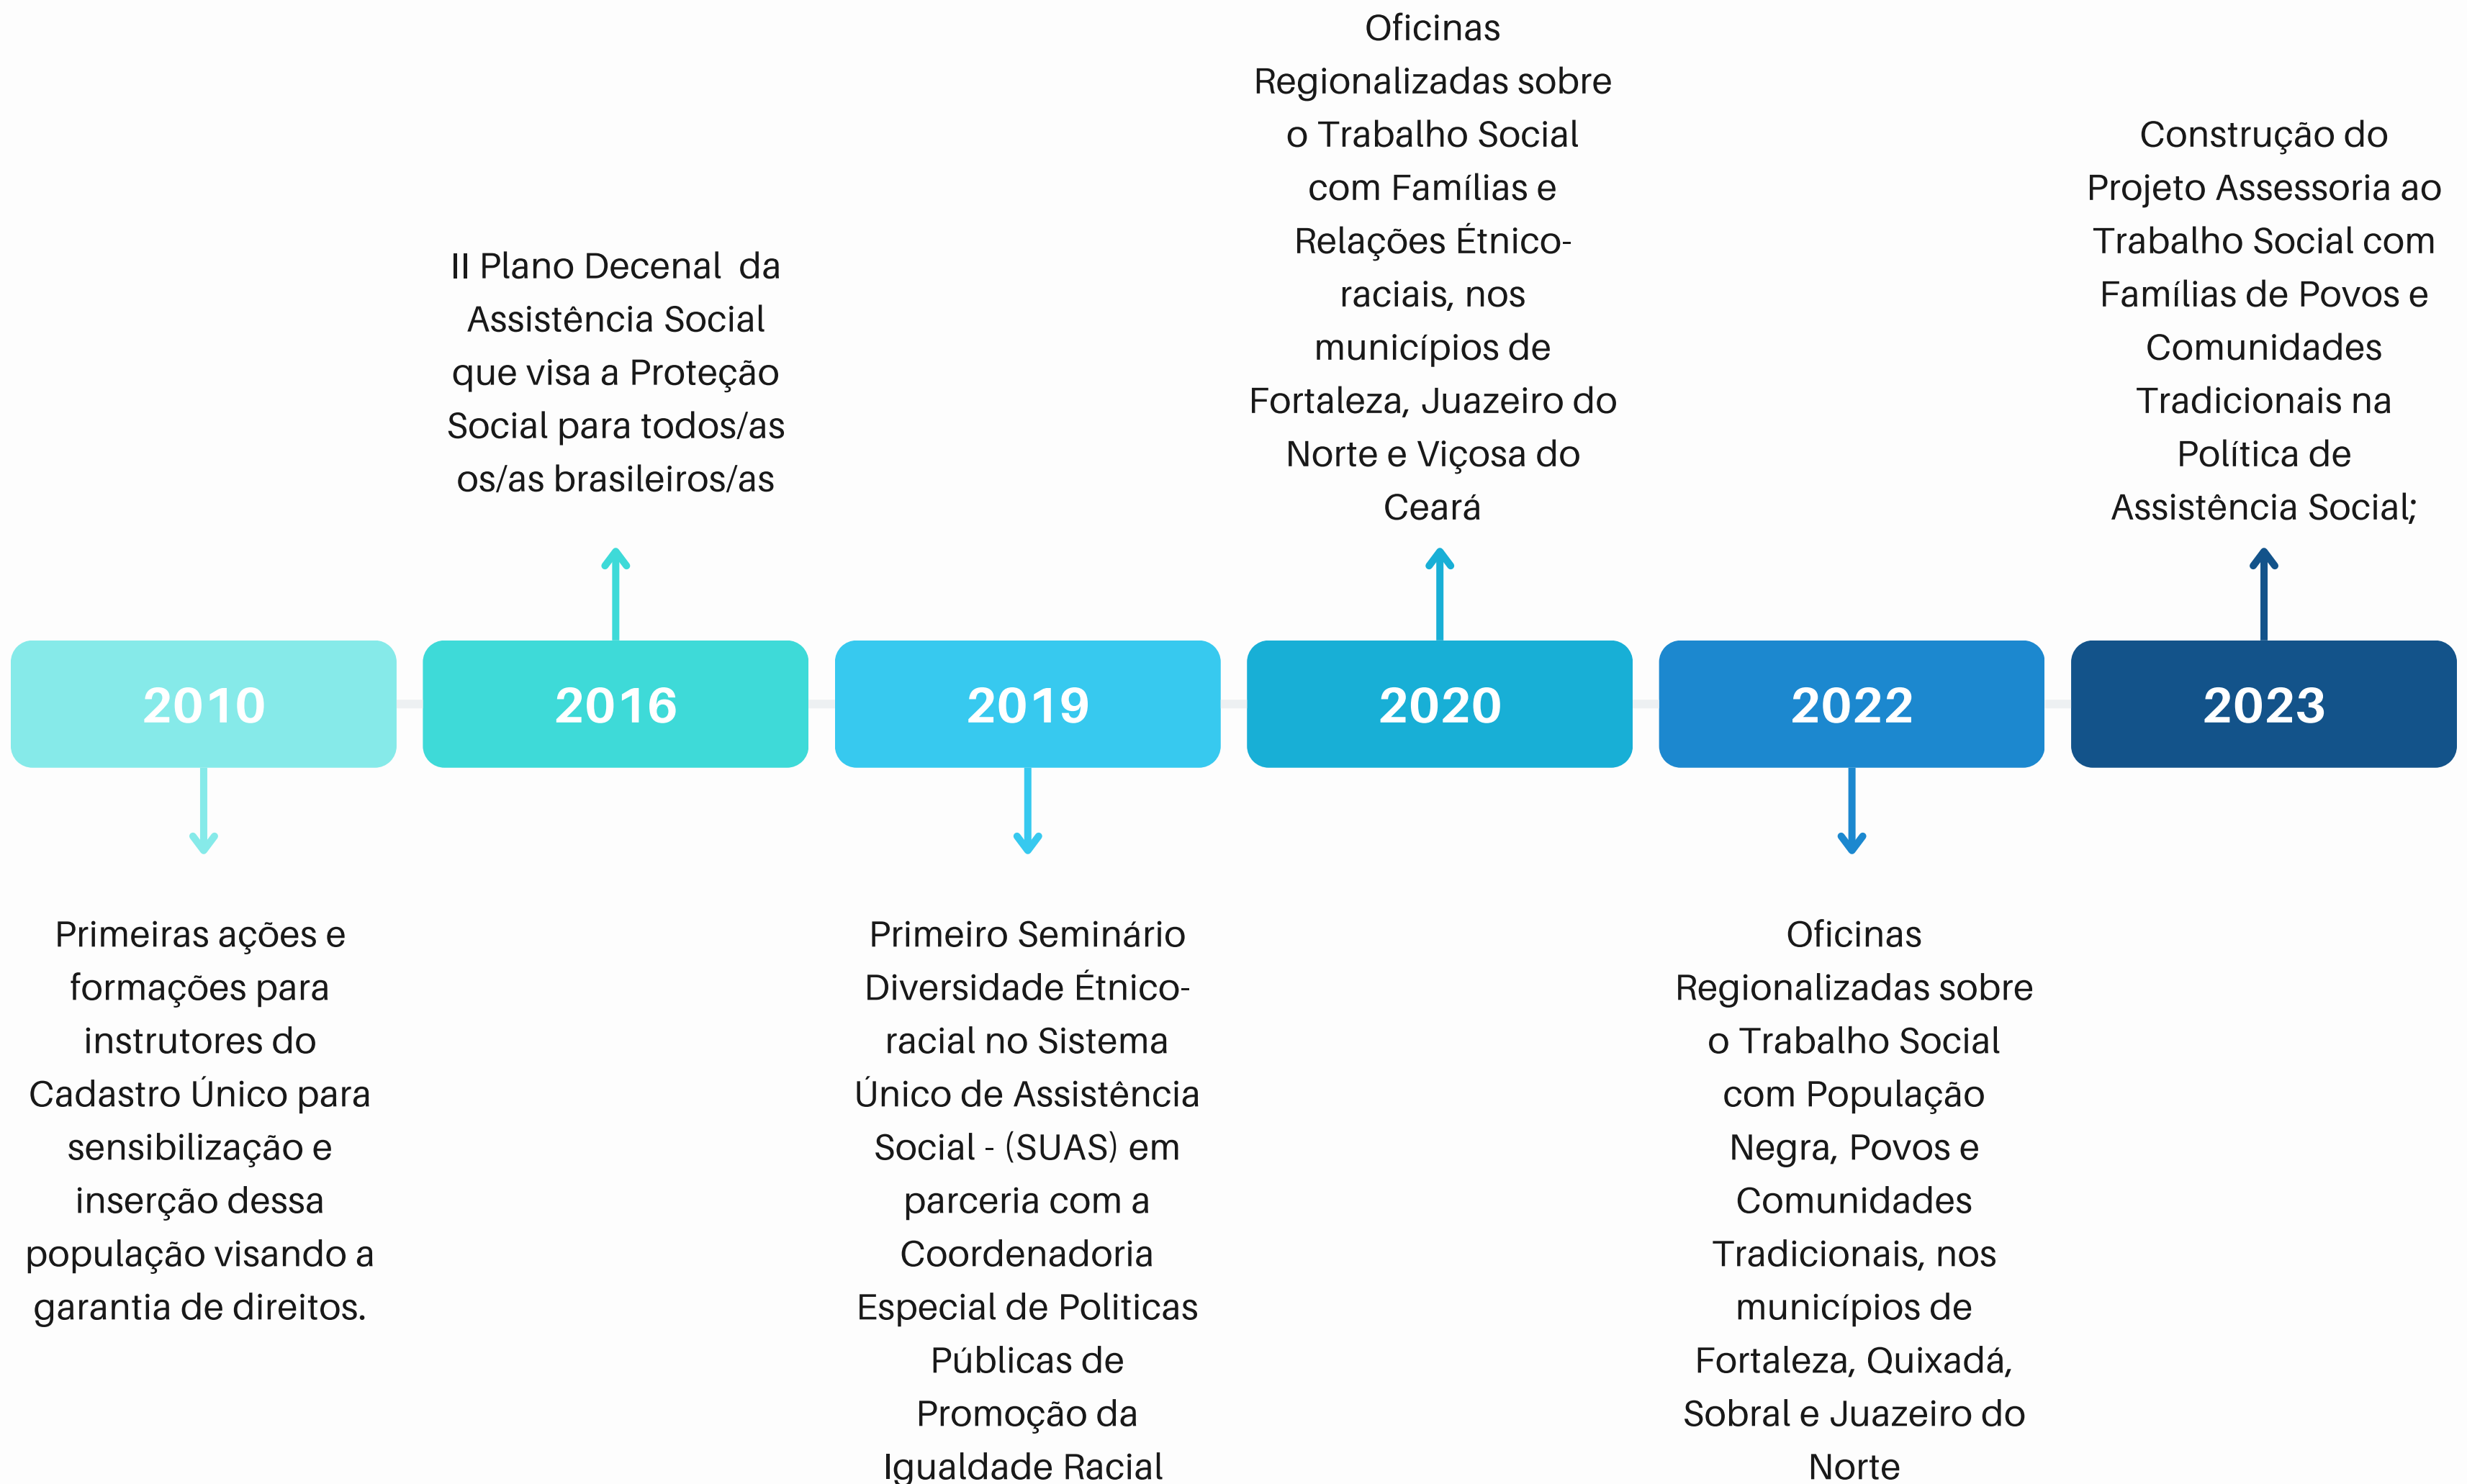 2010
Primeiras ações e
formações para
instrutores do
Cadastro Único para
sensibilização e
inserção dessa
população visando a
garantia de direitos.
II Plano Decenal  da
Assistência Social
que visa a Proteção
Social para todos/as
os/as brasileiros/as
2016
2019
Primeiro Seminário
Diversidade Étnico-
racial no Sistema
Único de Assistência
Social - (SUAS) em
parceria com a
Coordenadoria
Especial de Politicas
Públicas de
Promoção da
Igualdade Racial
Oficinas
Regionalizadas sobre
o Trabalho Social
com Famílias e
Relações Étnico-
raciais, nos
municípios de
Fortaleza, Juazeiro do
Norte e Viçosa do
Ceará
2020
2022
Oficinas
Regionalizadas sobre
o Trabalho Social
com População
Negra, Povos e
Comunidades
Tradicionais, nos
municípios de
Fortaleza, Quixadá,
Sobral e Juazeiro do
Norte
Construção do
Projeto Assessoria ao
Trabalho Social com
Famílias de Povos e
Comunidades
Tradicionais na
Política de
Assistência Social;
2023